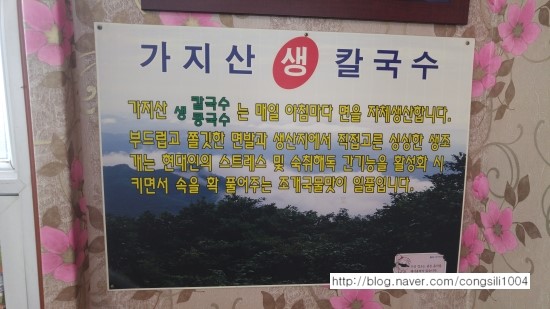 가지산 생 칼국수
가지산 생 칼국수 콩국수 는 매일 아침마다 면을 자체생산합니다.
부드럽고 쫄깃한 면발과 생산지에서 직접고른 싱싱한 생조
개는 현대인의 스트레스 및 숙취해독 간기능을 활성화 시
키면서 속을 확 풀어주는 조개국물맛이 일품입니다.
http://blog.naver.com/congsili1004